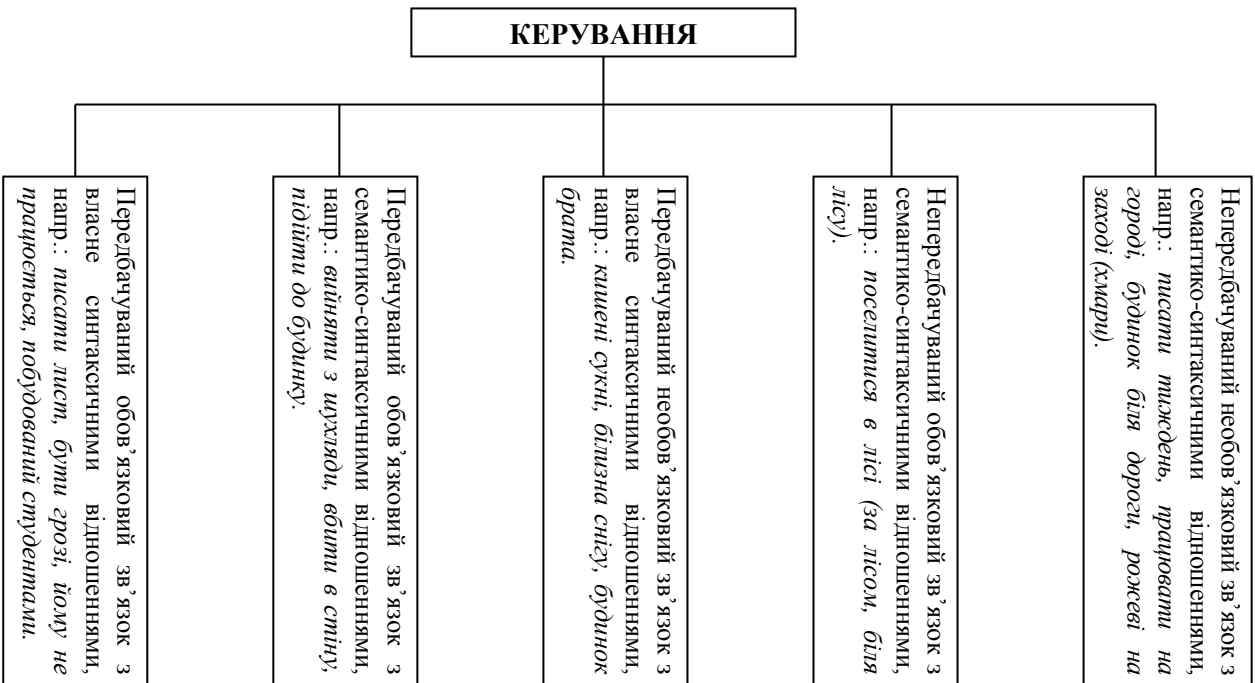 КЕРУВАННЯ
Передбачуваний обов’язковий зв’язок з
власне синтаксичними відношеннями,
напр.: писати лист, бути грозі, йому не
працюється, побудований студентами.
Передбачуваний обов’язковий зв’язок з
семантико-синтаксичними відношеннями,
напр.: вийняти з шухляди, вбити в стіну,
підійти до будинку.
Передбачуваний необов’язковий зв’язок з
власне синтаксичними відношеннями,
напр.: кишені сукні, білизна снігу, будинок
брата.
Непередбачуваний обов’язковий зв’язок з
семантико-синтаксичними відношеннями,
напр.: поселитися в лісі (за лісом, біля
лісу).
Непередбачуваний необов’язковий зв’язок з
семантико-синтаксичними відношеннями,
напр.: писати тиждень, працювати на
городі, будинок біля дороги, рожеві на
заході (хмари).